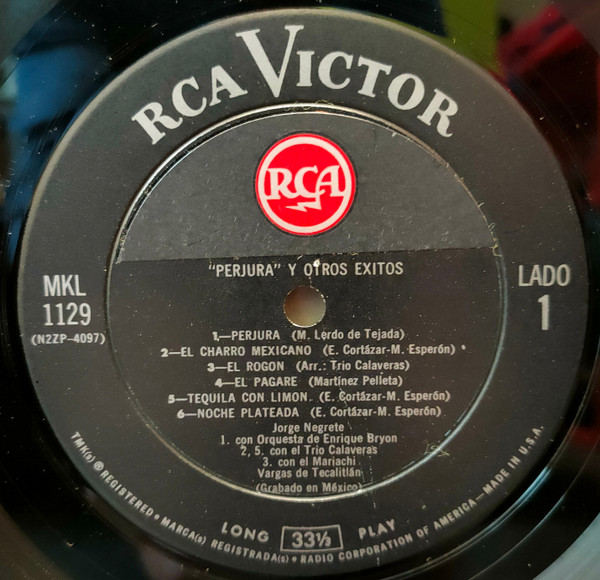 RCA VICTOR
RCA
"PERJURA" Y OTROS EXITOS
MKL
1129
(N2ZP-4097)
LADO
1
1.—PERJURA (M. Lerdo de Tejada)
2—EL CHARRO MEXICANO (E. Cortázar-M. Esperón)
3—EL ROGON (Arr.: Trio Calaveras)
4—EL PAGARE (Martínez Pelleta)
5—TEQUILA CON LIMON. (E. Cortázar-M. Esperón)
6—NOCHE PLATEADA (E. Cortázar-M. Esperón)
Jorge Negrete
1. con Orquesta de Enrique Bryon
2, 5. con el Trio Calaveras
3. con el Mariachi
Vargas de Tecalitlán
(Grabado en México)
LONG 33⅓ PLAY
TMK(s) ® REGISTERED • MARCA(s) REGISTRADA(s) • RADIO CORPORATION OF AMERICA—MADE IN U.S.A.